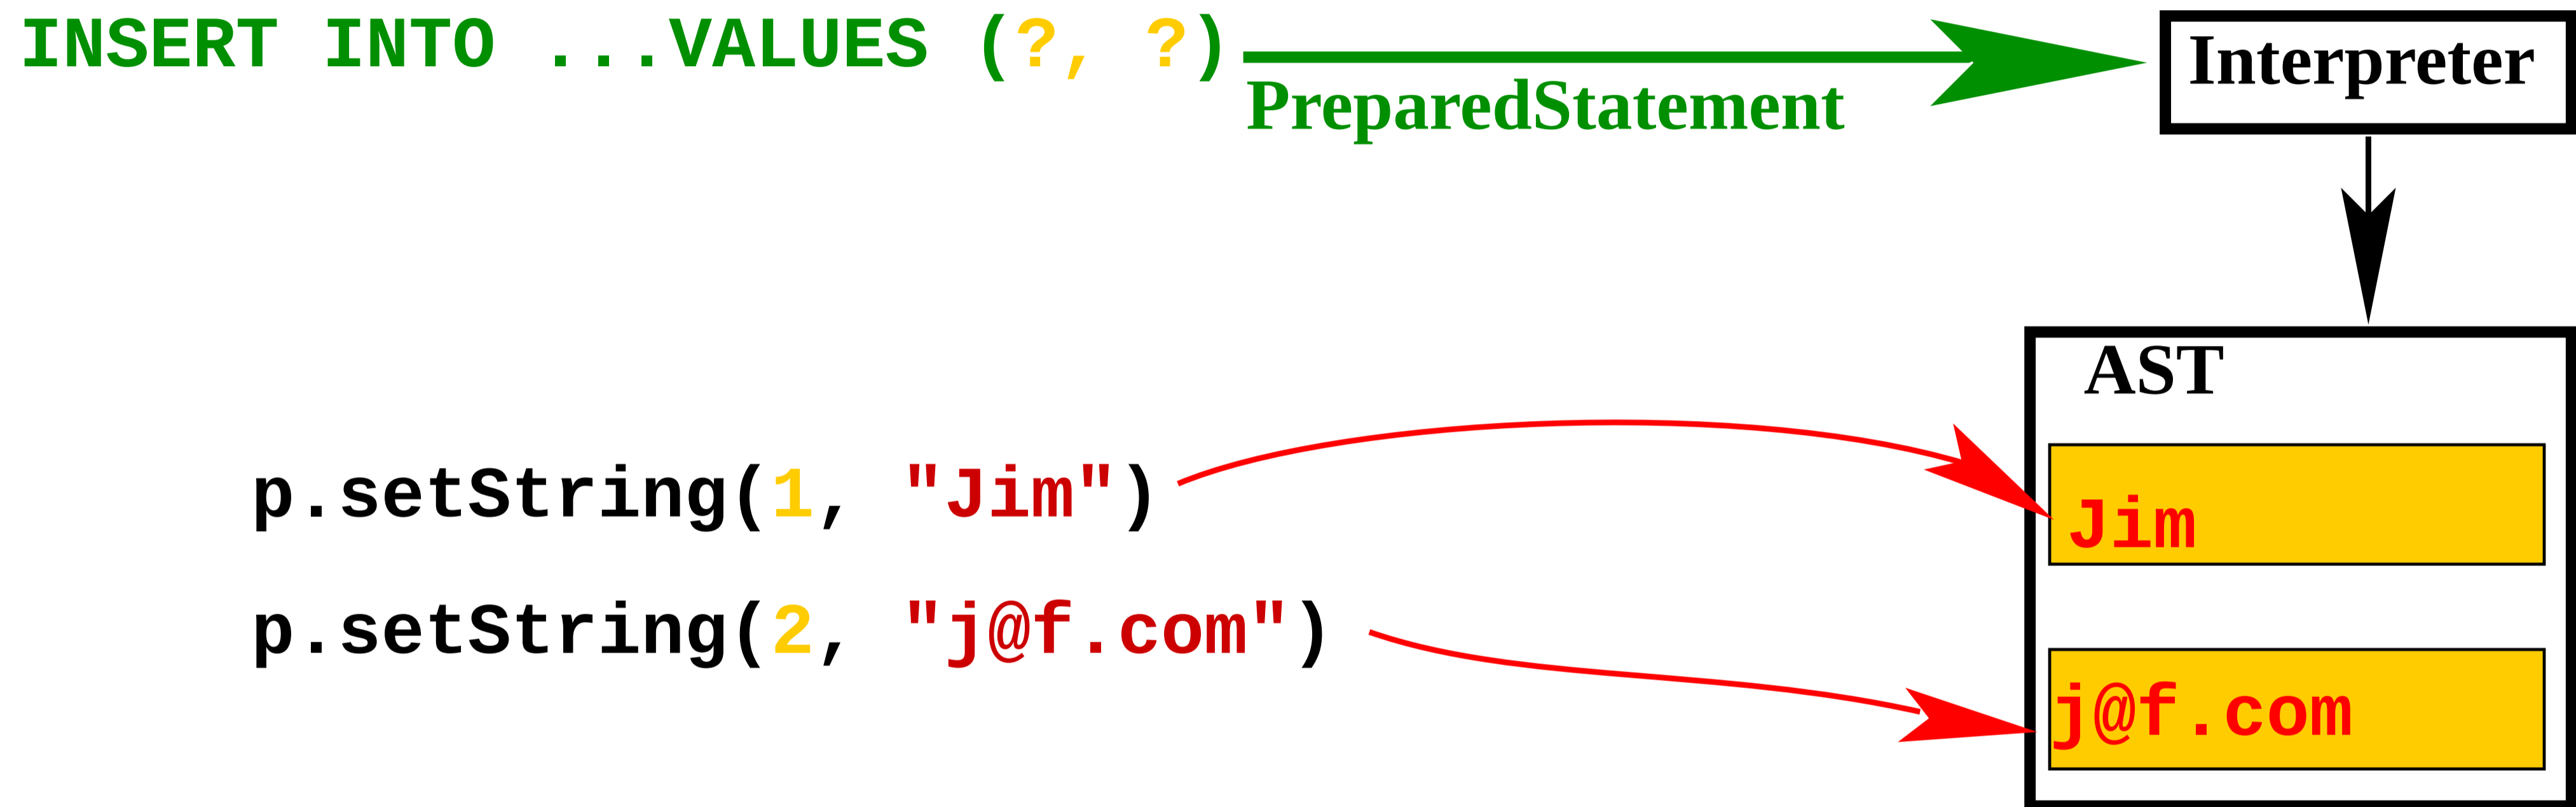 INSERT INTO ...VALUES (?, ?)
PreparedStatement
Interpreter
AST
p.setString(1, "Jim")
Jim
p.setString(2, "j@f.com")
j@f.com